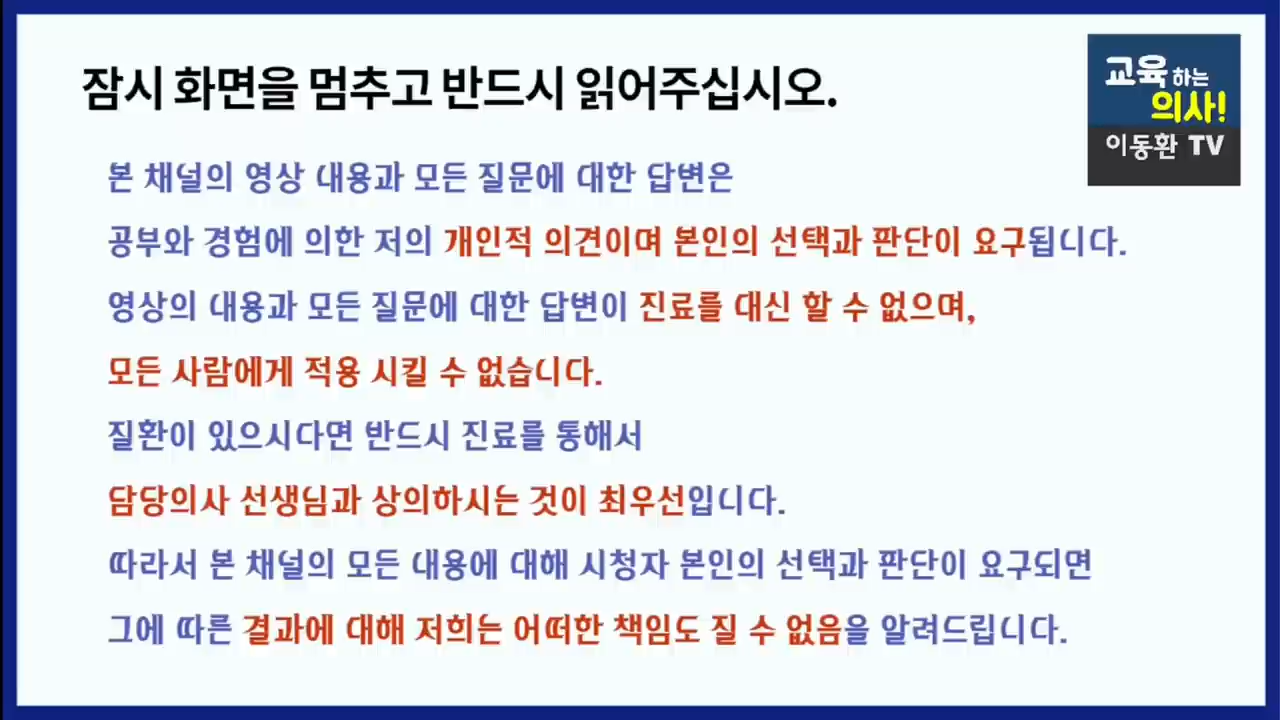 잠시 화면을 멈추고 반드시 읽어주십시오.
교육하는
의사!
이동환 TV
본 채널의 영상 내용과 모든 질문에 대한 답변은
공부와 경험에 의한 저의 개인적 의견이며 본인의 선택과 판단이 요구됩니다.
영상의 내용과 모든 질문에 대한 답변이 진료를 대신 할 수 없으며,
모든 사람에게 적용 시킬 수 없습니다.
질환이 있으시다면 반드시 진료를 통해서
담당의사 선생님과 상의하시는 것이 최우선입니다.
따라서 본 채널의 모든 내용에 대해 시청자 본인의 선택과 판단이 요구되면
그에 따른 결과에 대해 저희는 어떠한 책임도 질 수 없음을 알려드립니다.